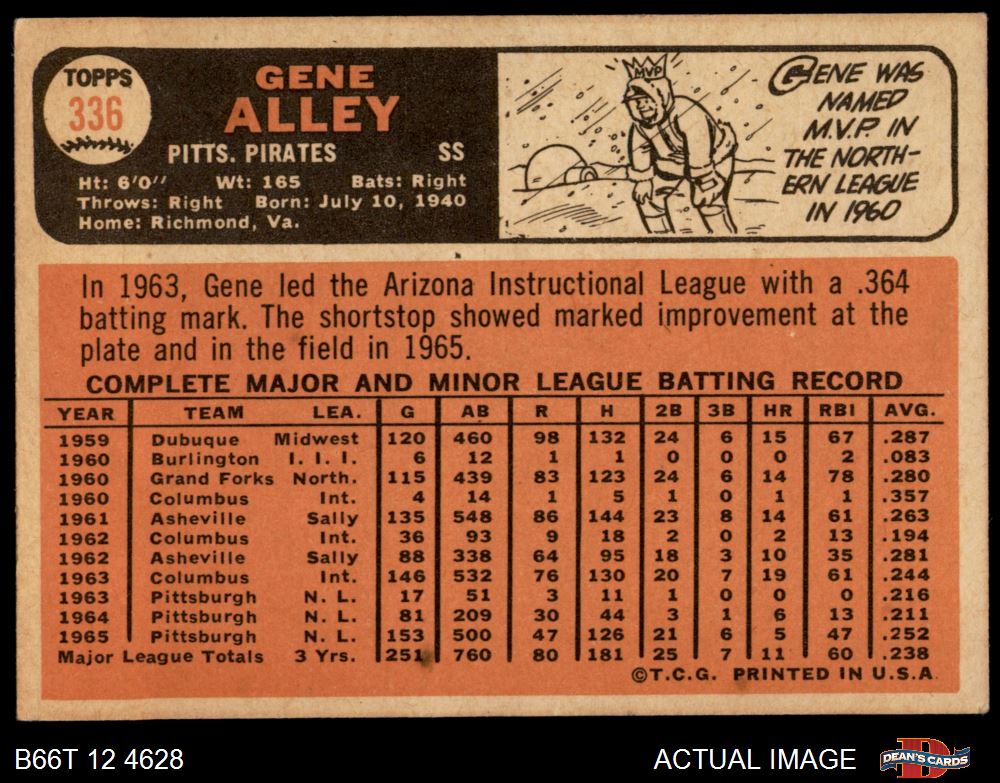 TOPPS
336
GENE
ALLEY
PITTS. PIRATES SS
Ht: 6'0" Wt: 165 Bats: Right
Throws: Right Born: July 10, 1940
Home: Richmond, Va.
MVP
GENE WAS
NAMED
M.V.P. IN
THE NORTH-
ERN LEAGUE
IN 1960
In 1963, Gene led the Arizona Instructional League with a .364
batting mark. The shortstop showed marked improvement at the
plate and in the field in 1965.
COMPLETE MAJOR AND MINOR LEAGUE BATTING RECORD
YEAR TEAM LEA. G AB R H 2B 3B HR RBI AVG.
1959 Dubuque Midwest 120 460 98 132 24 6 15 67 .287
1960 Burlington I. I. I. 6 12 1 1 0 0 0 2 .083
1960 Grand Forks North. 115 439 83 123 24 6 14 78 .280
1960 Columbus Int. 4 14 1 5 1 0 1 1 .357
1961 Asheville Sally 135 548 86 144 23 8 14 61 .263
1962 Columbus Int. 36 93 9 18 2 0 2 13 .194
1962 Asheville Sally 88 338 64 95 18 3 10 35 .281
1963 Columbus Int. 146 532 76 130 20 7 19 61 .244
1963 Pittsburgh N. L. 17 51 3 11 1 0 0 0 .216
1964 Pittsburgh N. L. 81 209 30 44 3 1 6 13 .211
1965 Pittsburgh N. L. 153 500 47 126 21 6 5 47 .252
Major League Totals 3 Yrs. 251 760 80 181 25 7 11 60 .238
©T.C.G. PRINTED IN U.S.A.
B66T 12 4628 ACTUAL IMAGE D DEAN'S CARDS